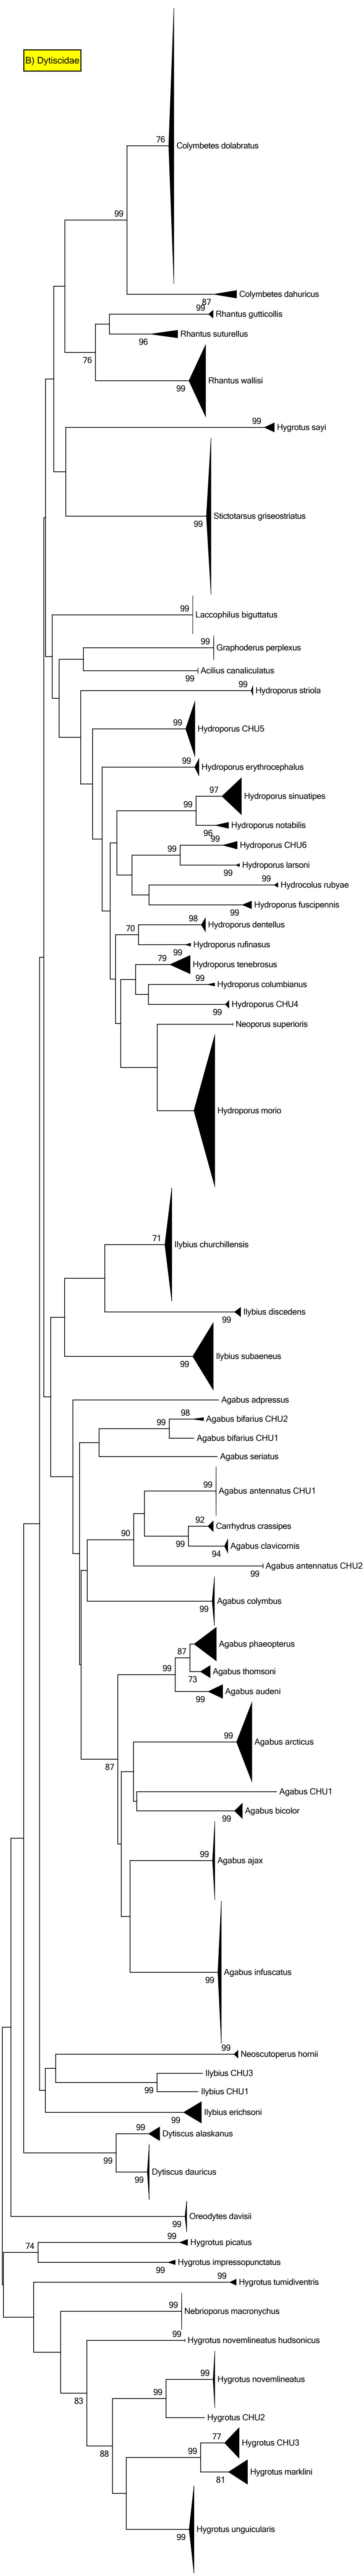 B) Dytiscidae
76
Colymbetes dolabratus
99
Colymbetes dahuricus
87
99
Rhantus gutticollis
Rhantus suturellus
96
76
Rhantus wallisi
99
99
Hygrotus sayi
Stictotarsus griseostriatus
99
99
Laccophilus biguttatus
99
Graphoderus perplexus
Acilius canaliculatus
99
99
Hydroporus striola
99
Hydroporus CHU5
99
Hydroporus erythrocephalus
97
Hydroporus sinuatipes
99
Hydroporus notabilis
96
99
Hydroporus CHU6
99
Hydroporus larsoni
99
99
Hydrocolus rubyae
Hydroporus fuscipennis
99
98
Hydroporus dentellus
70
Hydroporus rufinasus
99
79
Hydroporus tenebrosus
99
Hydroporus columbianus
Hydroporus CHU4
99
Neoporus superioris
Hydroporus morio
71
Ilybius churchillensis
Ilybius discedens
99
Ilybius subaeneus
99
Agabus adpressus
98
Agabus bifarius CHU2
99
Agabus bifarius CHU1
Agabus seriatus
99
Agabus antennatus CHU1
92
Carrhydrus crassipes
90
99
Agabus clavicornis
94
Agabus antennatus CHU2
99
Agabus colymbus
99
Agabus phaeopterus
87
99
Agabus thomsoni
73
Agabus audeni
99
99
Agabus arcticus
87
Agabus CHU1
Agabus bicolor
99
99
Agabus ajax
Agabus infuscatus
99
99
Neoscutoperus hornii
Ilybius CHU3
99
Ilybius CHU1
Ilybius erichsoni
99
99
Dytiscus alaskanus
99
Dytiscus dauricus
99
Oreodytes davisii
99
99
Hygrotus picatus
74
Hygrotus impressopunctatus
99
99
Hygrotus tumidiventris
99
Nebrioporus macronychus
99
Hygrotus novemlineatus hudsonicus
83
99
Hygrotus novemlineatus
99
Hygrotus CHU2
88
77
Hygrotus CHU3
99
Hygrotus marklini
81
Hygrotus unguicularis
99